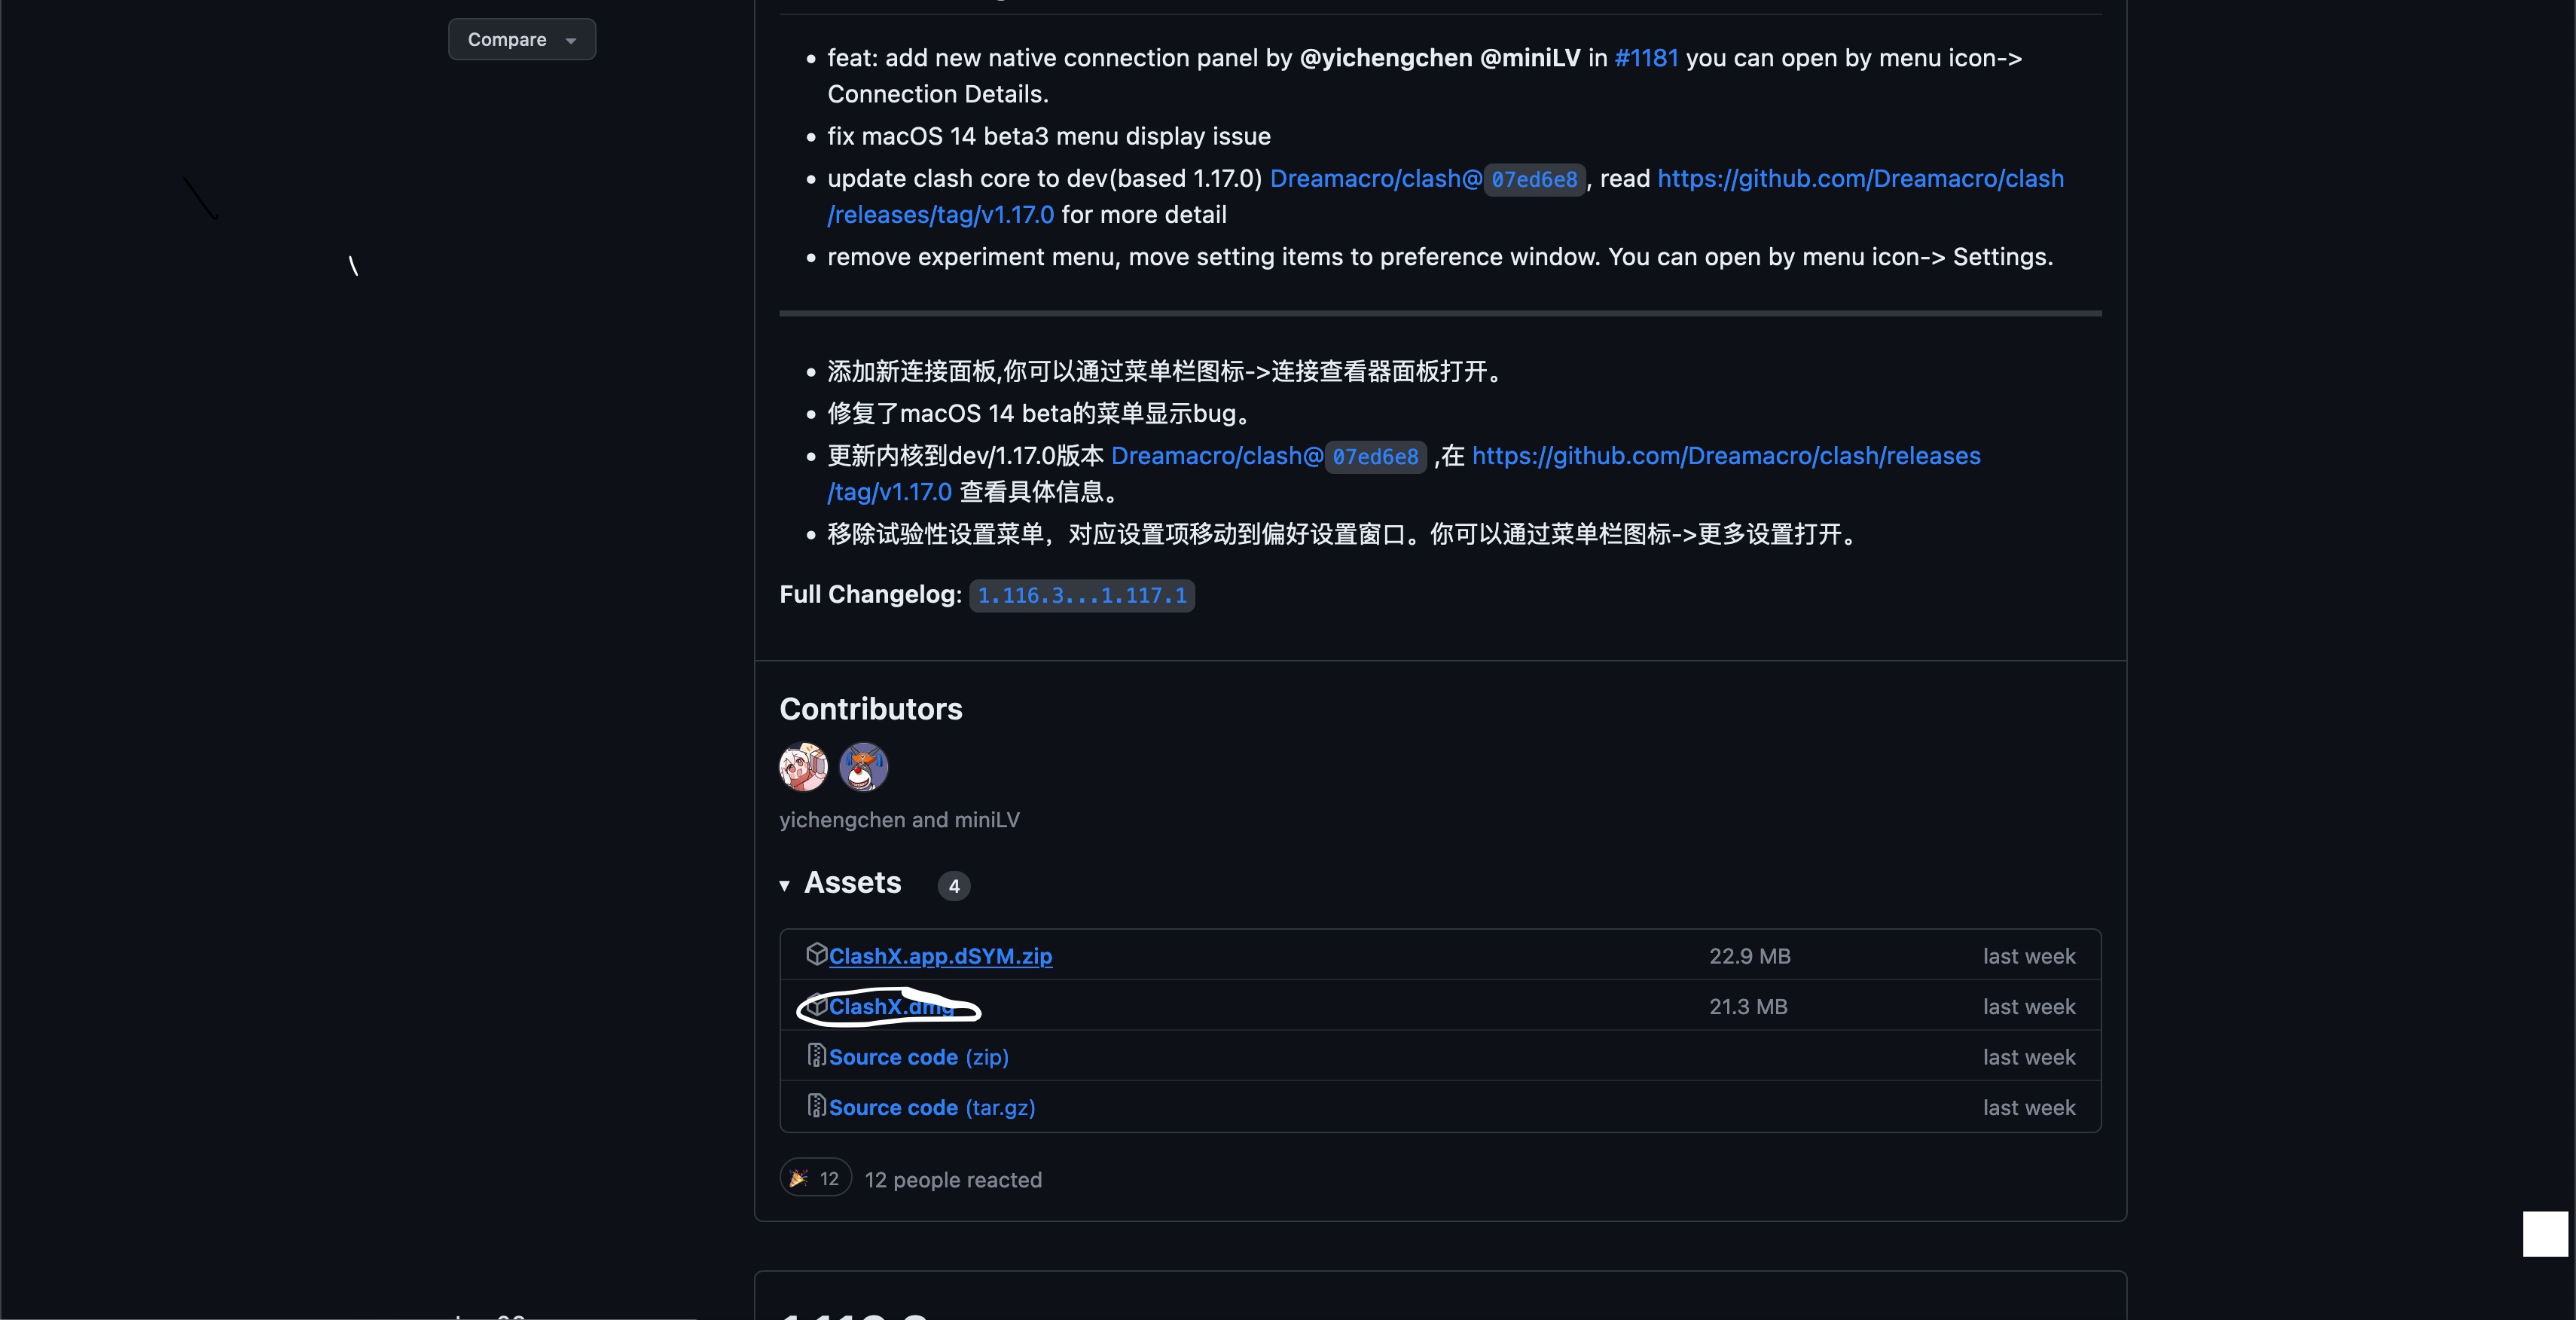 Compare
feat: add new native connection panel by @yichengchen @miniLV in #1181 you can open by menu icon->
Connection Details.
fix macOS 14 beta3 menu display issue
update clash core to dev(based 1.17.0) Dreamacro/clash@07ed6e8, read https://github.com/Dreamacro/clash
/releases/tag/v1.17.0 for more detail
remove experiment menu, move setting items to preference window. You can open by menu icon-> Settings.
添加新连接面板,你可以通过菜单栏图标->连接查看器面板打开。
修复了macOS 14 beta的菜单显示bug。
更新内核到dev/1.17.0版本 Dreamacro/clash@07ed6e8 ,在 https://github.com/Dreamacro/clash/releases
/tag/v1.17.0 查看具体信息。
移除试验性设置菜单，对应设置项移动到偏好设置窗口。你可以通过菜单栏图标->更多设置打开。
Full Changelog: 1.116.3...1.117.1
Contributors
yichengchen and miniLV
Assets 4
ClashX.app.dSYM.zip 22.9 MB last week
ClashX.dmg 21.3 MB last week
Source code (zip) last week
Source code (tar.gz) last week
12 12 people reacted